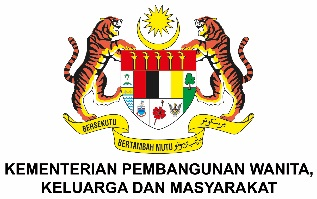 BERSEKUTU
BERTAMBAH MUTU
KEMENTERIAN PEMBANGUNAN WANITA,
KELUARGA DAN MASYARAKAT